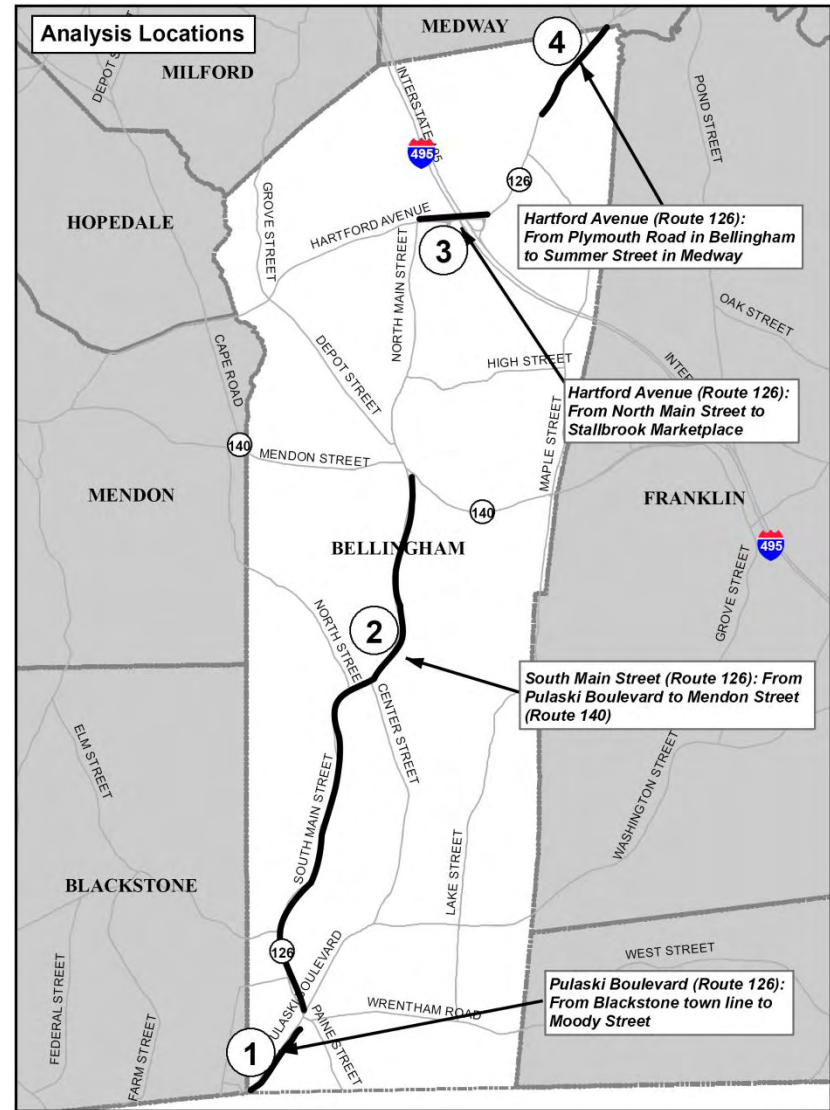 Analysis Locations
MEDWAY
4
MILFORD
DEPOT STREET
INTERSTATE 495
495
POND STREET
126
HOPEDALE
GROVE STREET
HARTFORD AVENUE
Hartford Avenue (Route 126):
From Plymouth Road in Bellingham
to Summer Street in Medway
3
NORTH MAIN STREET
OAK STREET
DEPOT STREET
HIGH STREET
CAPE ROAD
Hartford Avenue (Route 126):
From North Main Street to
Stallbrook Marketplace
140
MENDON STREET
MAPLE STREET
MENDON
140
FRANKLIN
BELLINGHAM
495
GROVE STREET
NORTH STREET
2
South Main Street (Route 126): From
Pulaski Boulevard to Mendon Street
(Route 140)
CENTER STREET
ELM STREET
SOUTH MAIN STREET
WASHINGTON STREET
LAKE STREET
BLACKSTONE
126
PULASKI BOULEVARD
WEST STREET
FEDERAL STREET
FARM STREET
PAINE STREET
WRENTHAM ROAD
Pulaski Boulevard (Route 126):
From Blackstone town line to
Moody Street
1